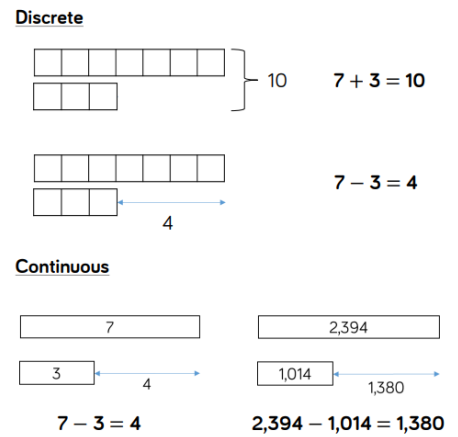 Discrete
10
7 + 3 = 10
7 − 3 = 4
4
Continuous
7
2,394
3
4
1,014
1,380
7 − 3 = 4
2,394 − 1,014 = 1,380